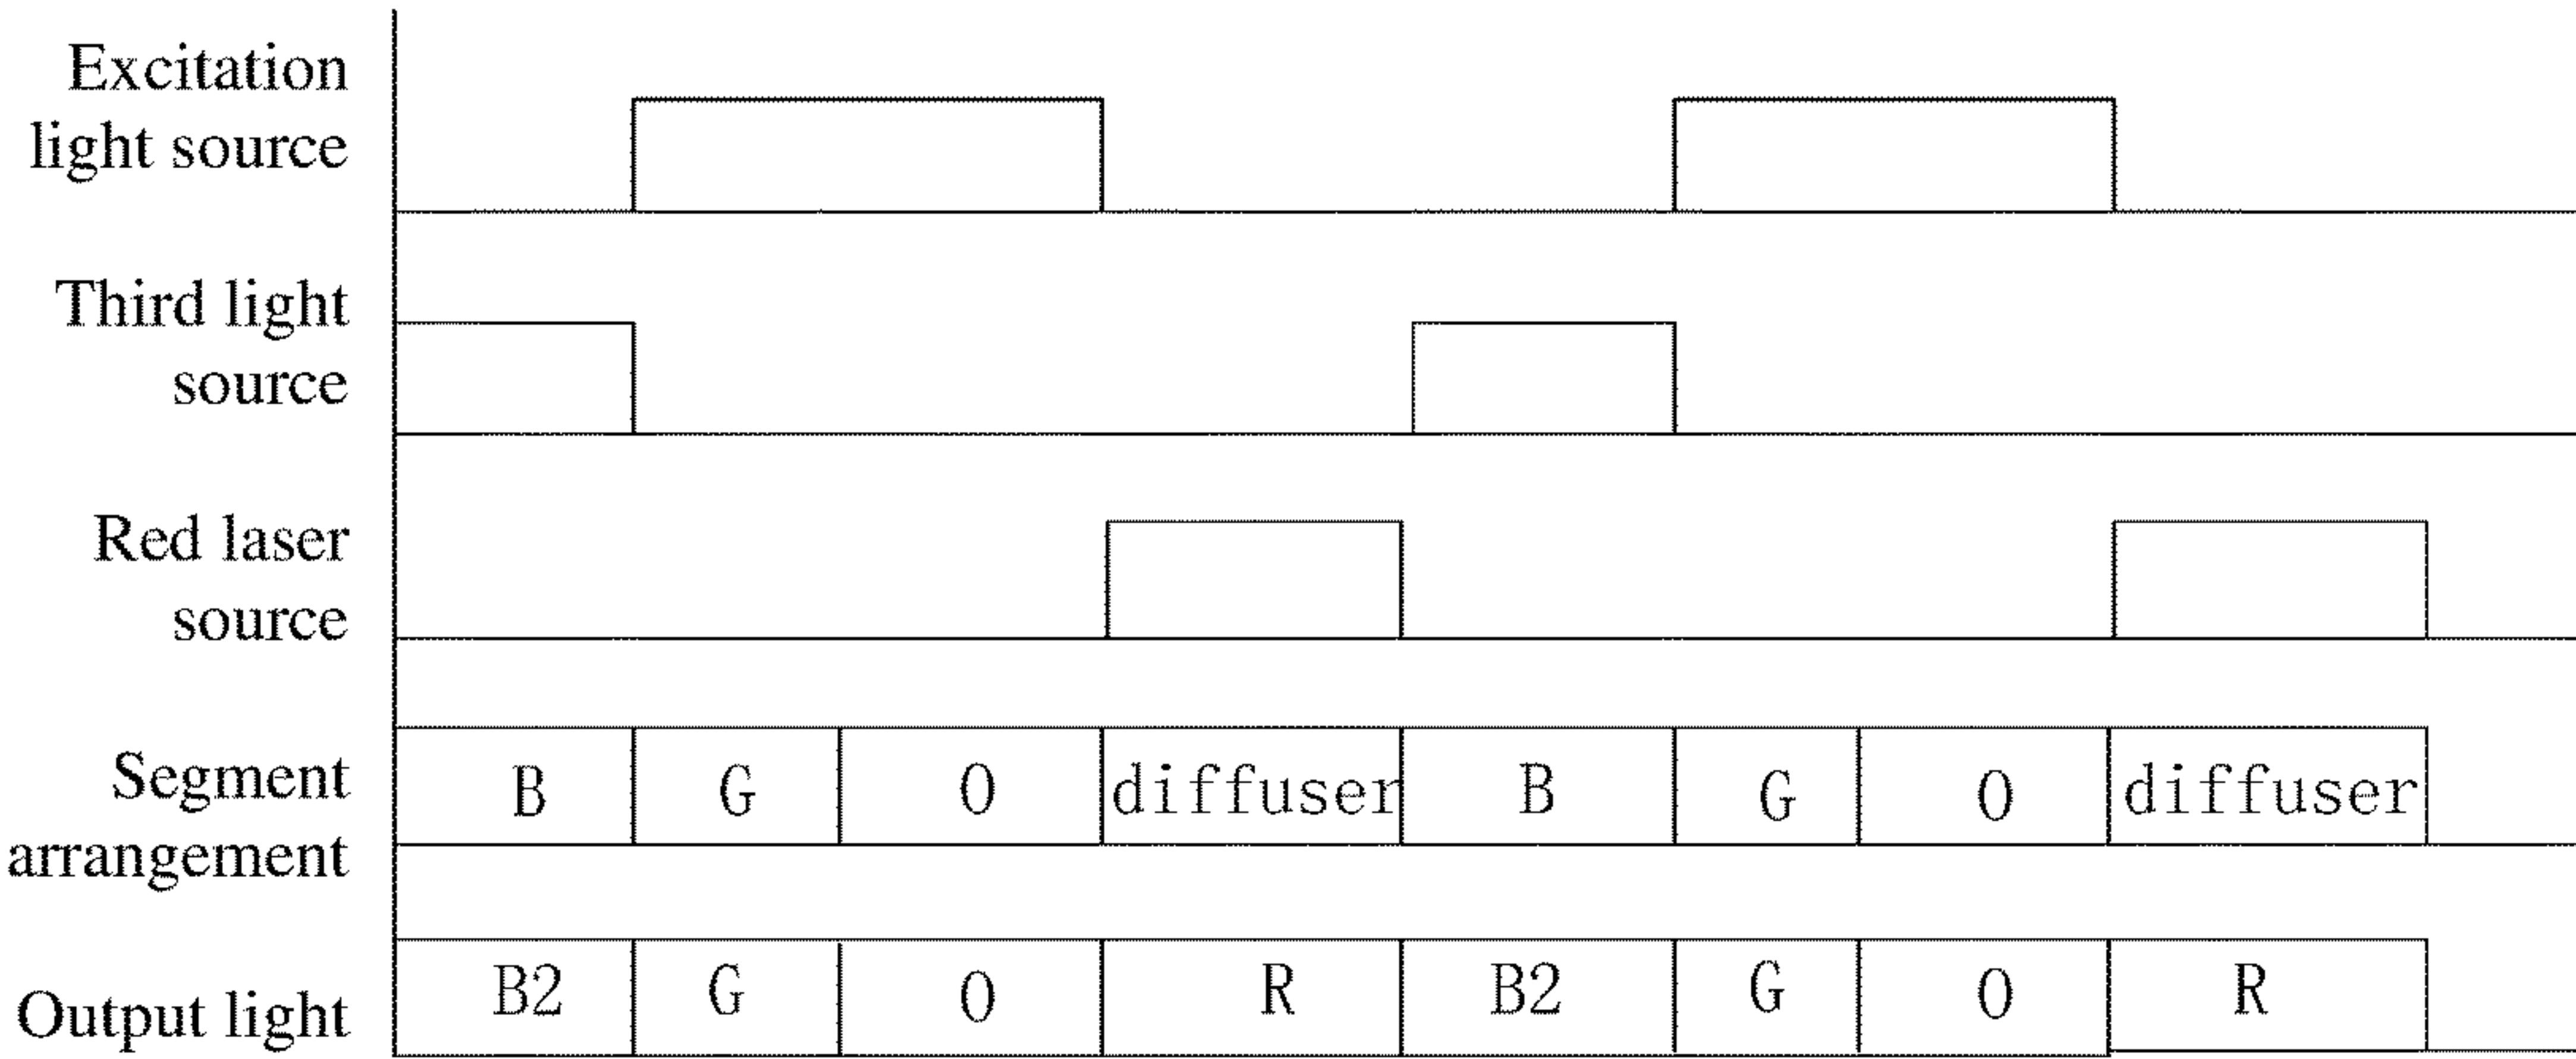 Excitation
light source
Third light
source
Red laser
source
Segment
arrangement
B G O diffuser B G O diffuser
Output light
B2 G O R B2 G O R